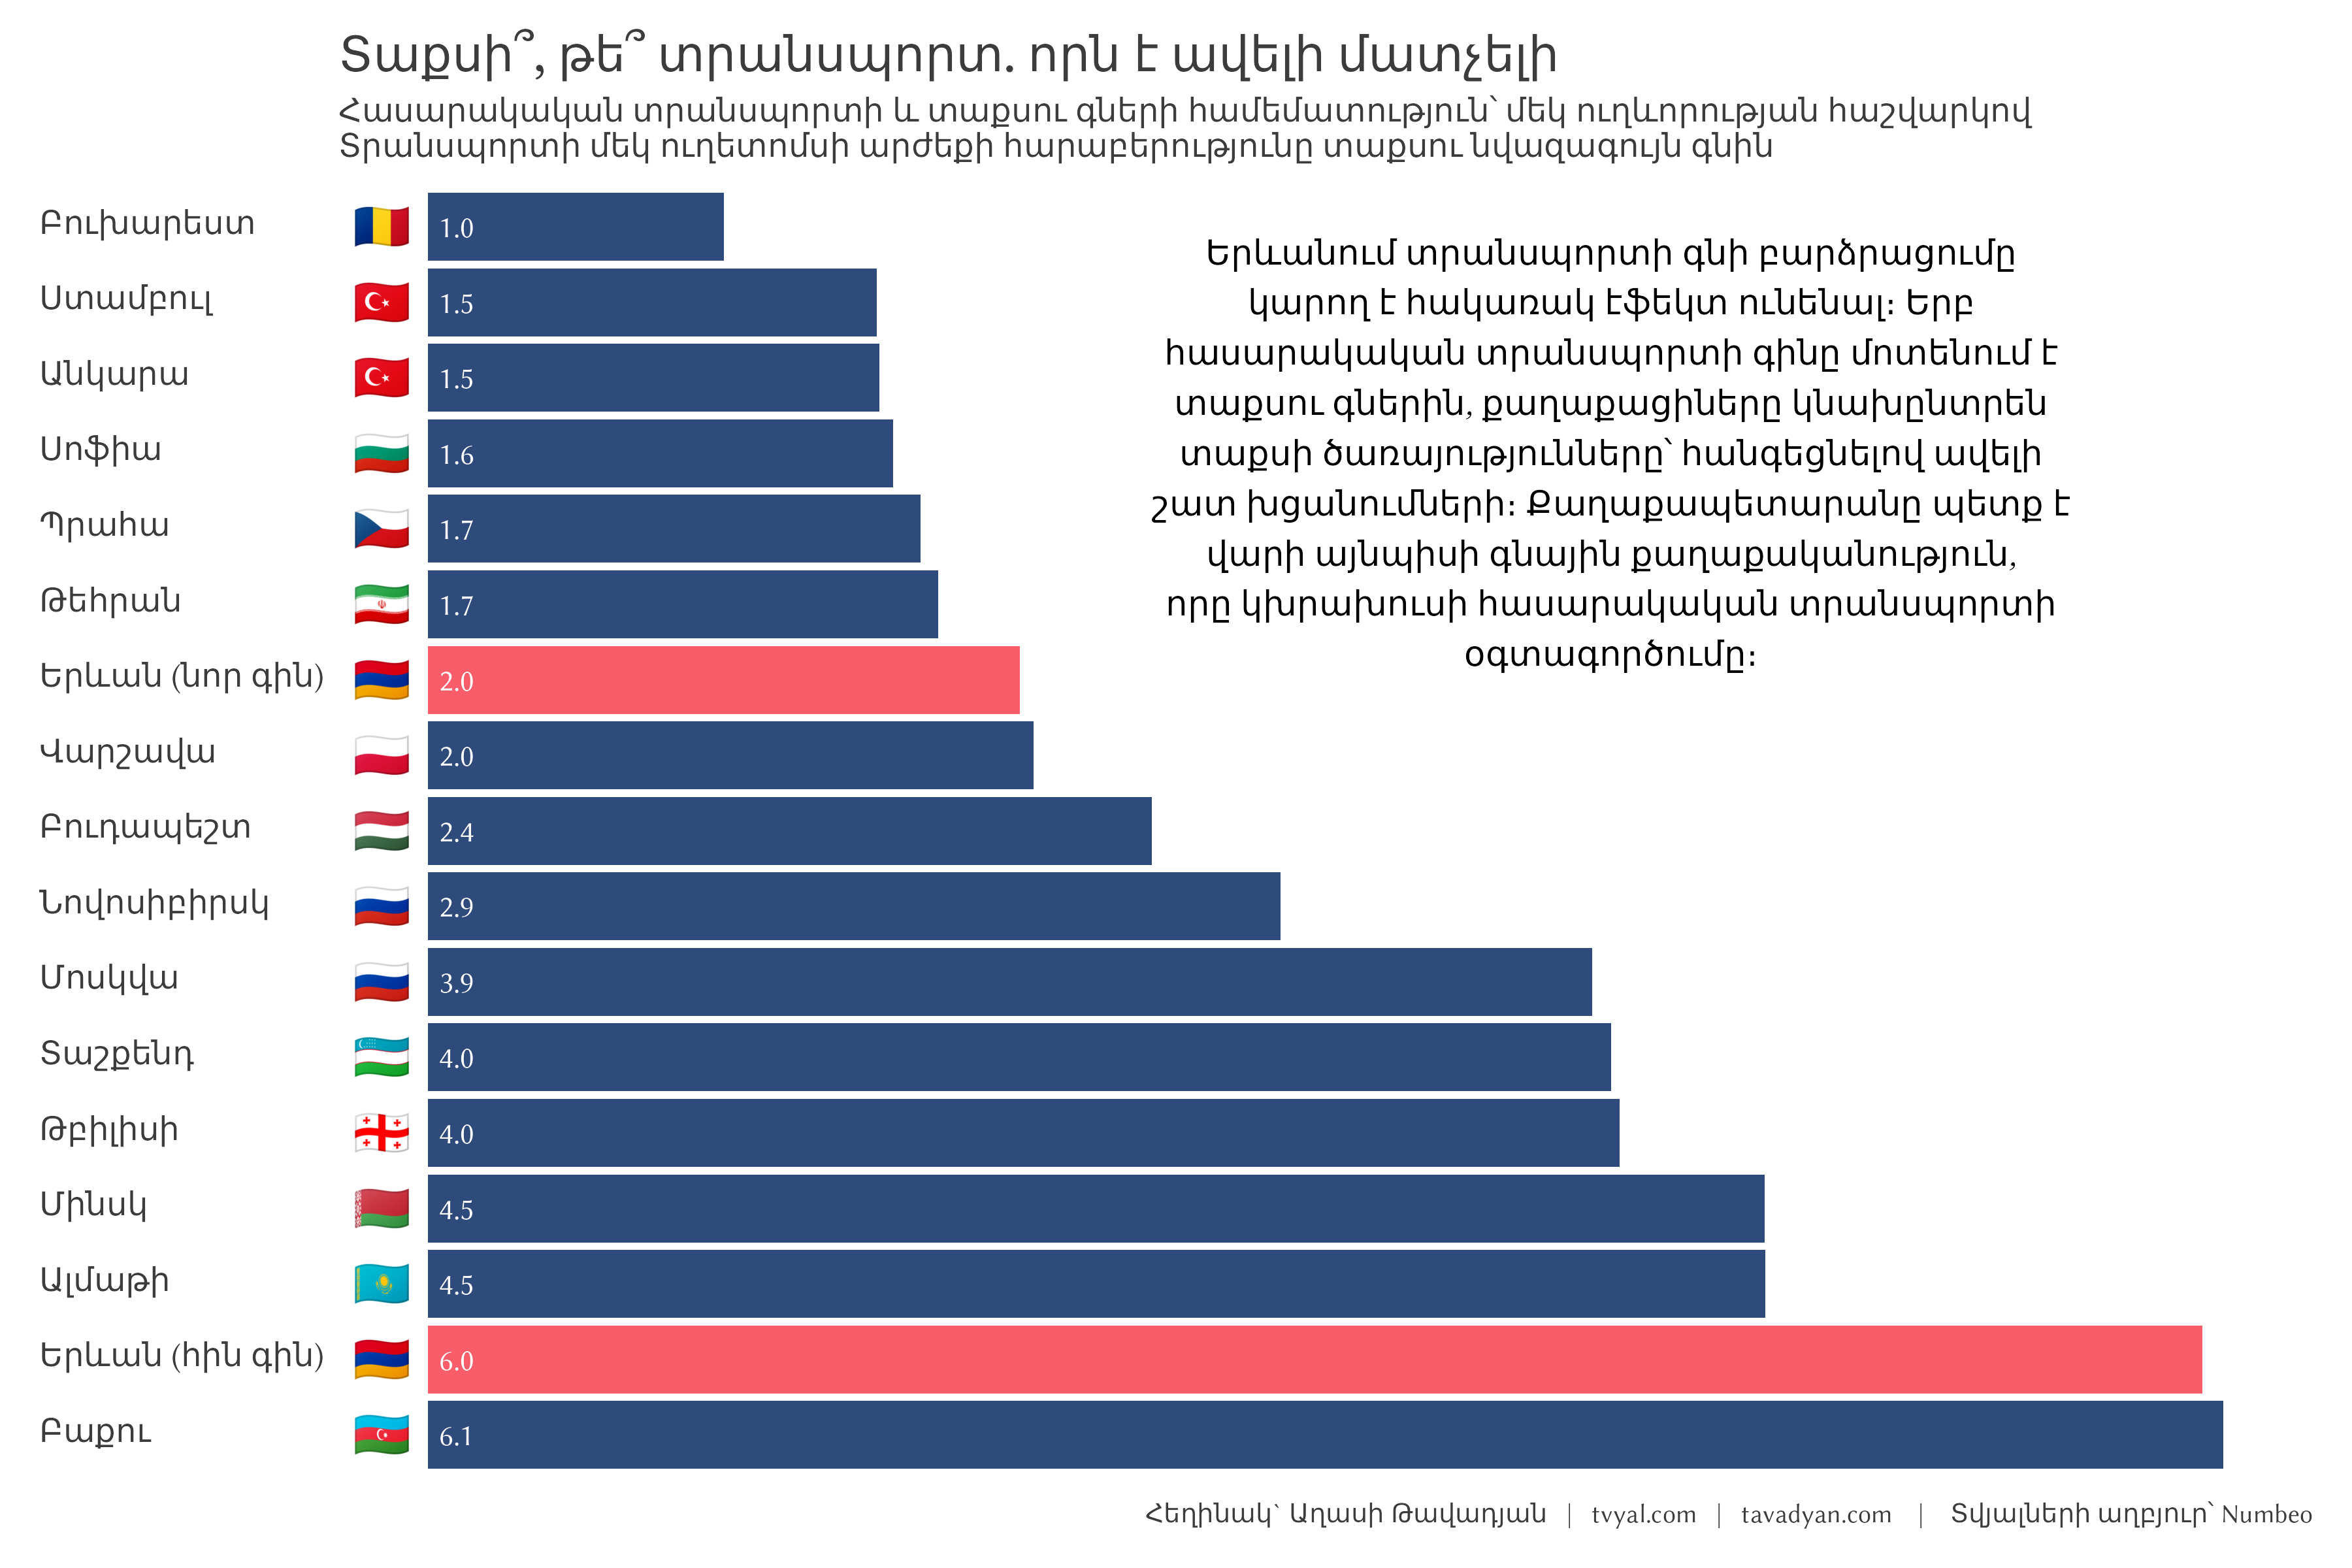 Տաքսի՞, թե՞ տրանսպորտ. որն է ավելի մատչելի
Հասարակական տրանսպորտի և տաքսու գների համեմատություն՝ մեկ ուղևորության հաշվարկով
Տրանսպորտի մեկ ուղետոմսի արժեքի հարաբերությունը տաքսու նվազագույն գնին
Երևանում տրանսպորտի գնի բարձրացումը
կարող է հակառակ էֆեկտ ունենալ։ Երբ
հասարակական տրանսպորտի գինը մոտենում է
տաքսու գներին, քաղաքացիները կնախընտրեն
տաքսի ծառայությունները՝ հանգեցնելով ավելի
շատ խցանումների։ Քաղաքապետարանը պետք է
վարի այնպիսի գնային քաղաքականություն,
որը կխրախուսի հասարակական տրանսպորտի
օգտագործումը։
Բուխարեստ 1.0
Ստամբուլ 1.5
Անկարա 1.5
Սոֆիա 1.6
Պրահա 1.7
Թեհրան 1.7
Երևան (նոր գին) 2.0
Վարշավա 2.0
Բուդապեշտ 2.4
Նովոսիբիրսկ 2.9
Մոսկվա 3.9
Տաշքենդ 4.0
Թբիլիսի 4.0
Մինսկ 4.5
Ալմաթի 4.5
Երևան (հին գին) 6.0
Բաքու 6.1
Հեղինակ` Աղասի Թավադյան | tvyal.com | tavadyan.com | Տվյալների աղբյուր՝ Numbeo